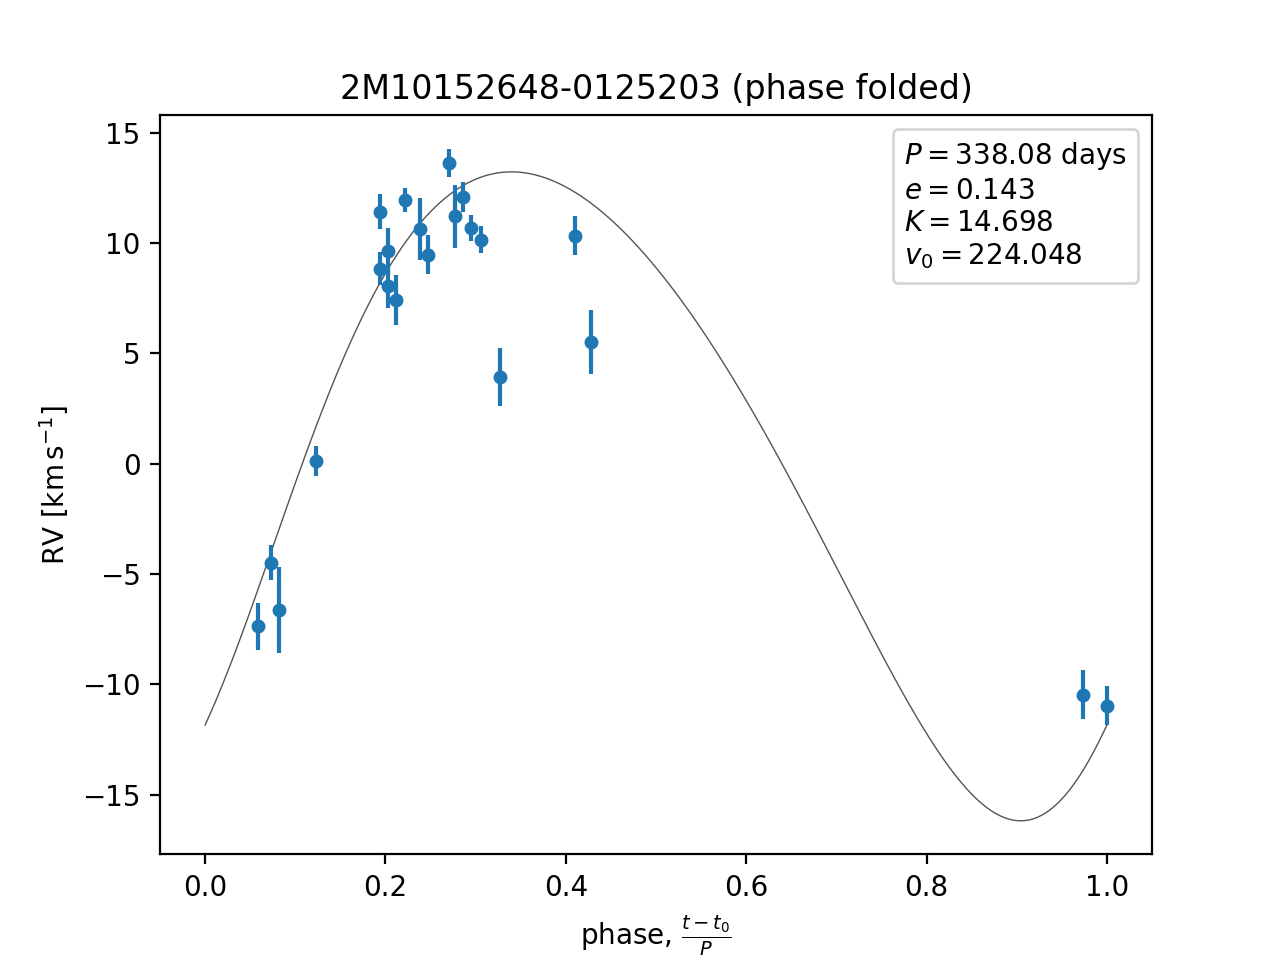 2M10152648-0125203 (phase folded)
P = 338.08 days
e = 0.143
K = 14.698
v₀ = 224.048
15
10
5
0
−5
−10
−15
RV [km s⁻¹]
0.0 0.2 0.4 0.6 0.8 1.0
phase, (t − t₀)/P